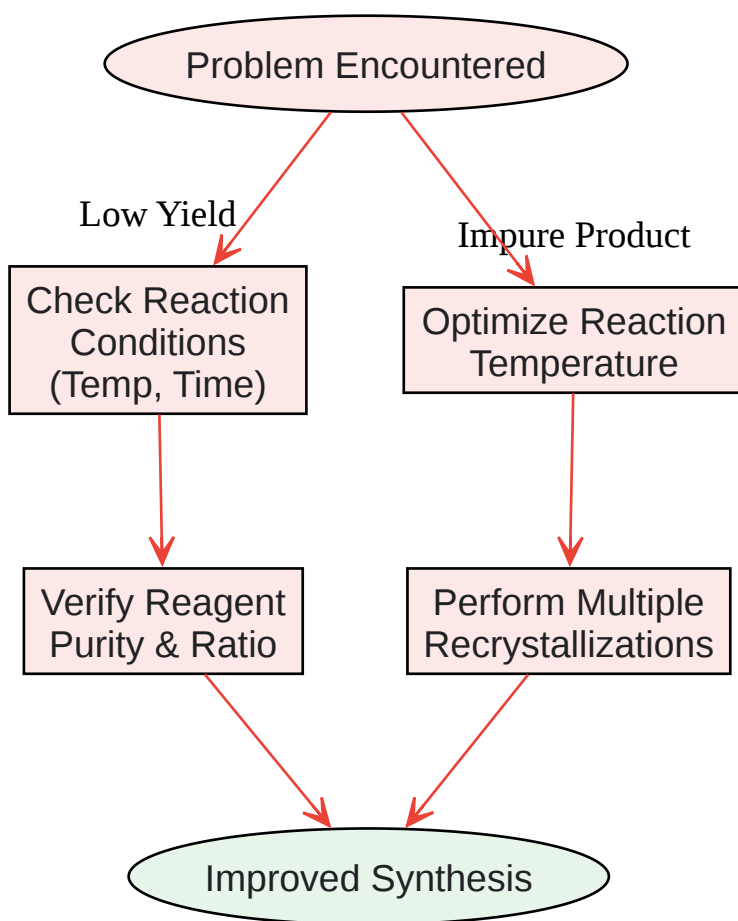 Problem Encountered
Low Yield
Impure Product
Check Reaction
Conditions
(Temp, Time)
Optimize Reaction
Temperature
Verify Reagent
Purity & Ratio
Perform Multiple
Recrystallizations
Improved Synthesis